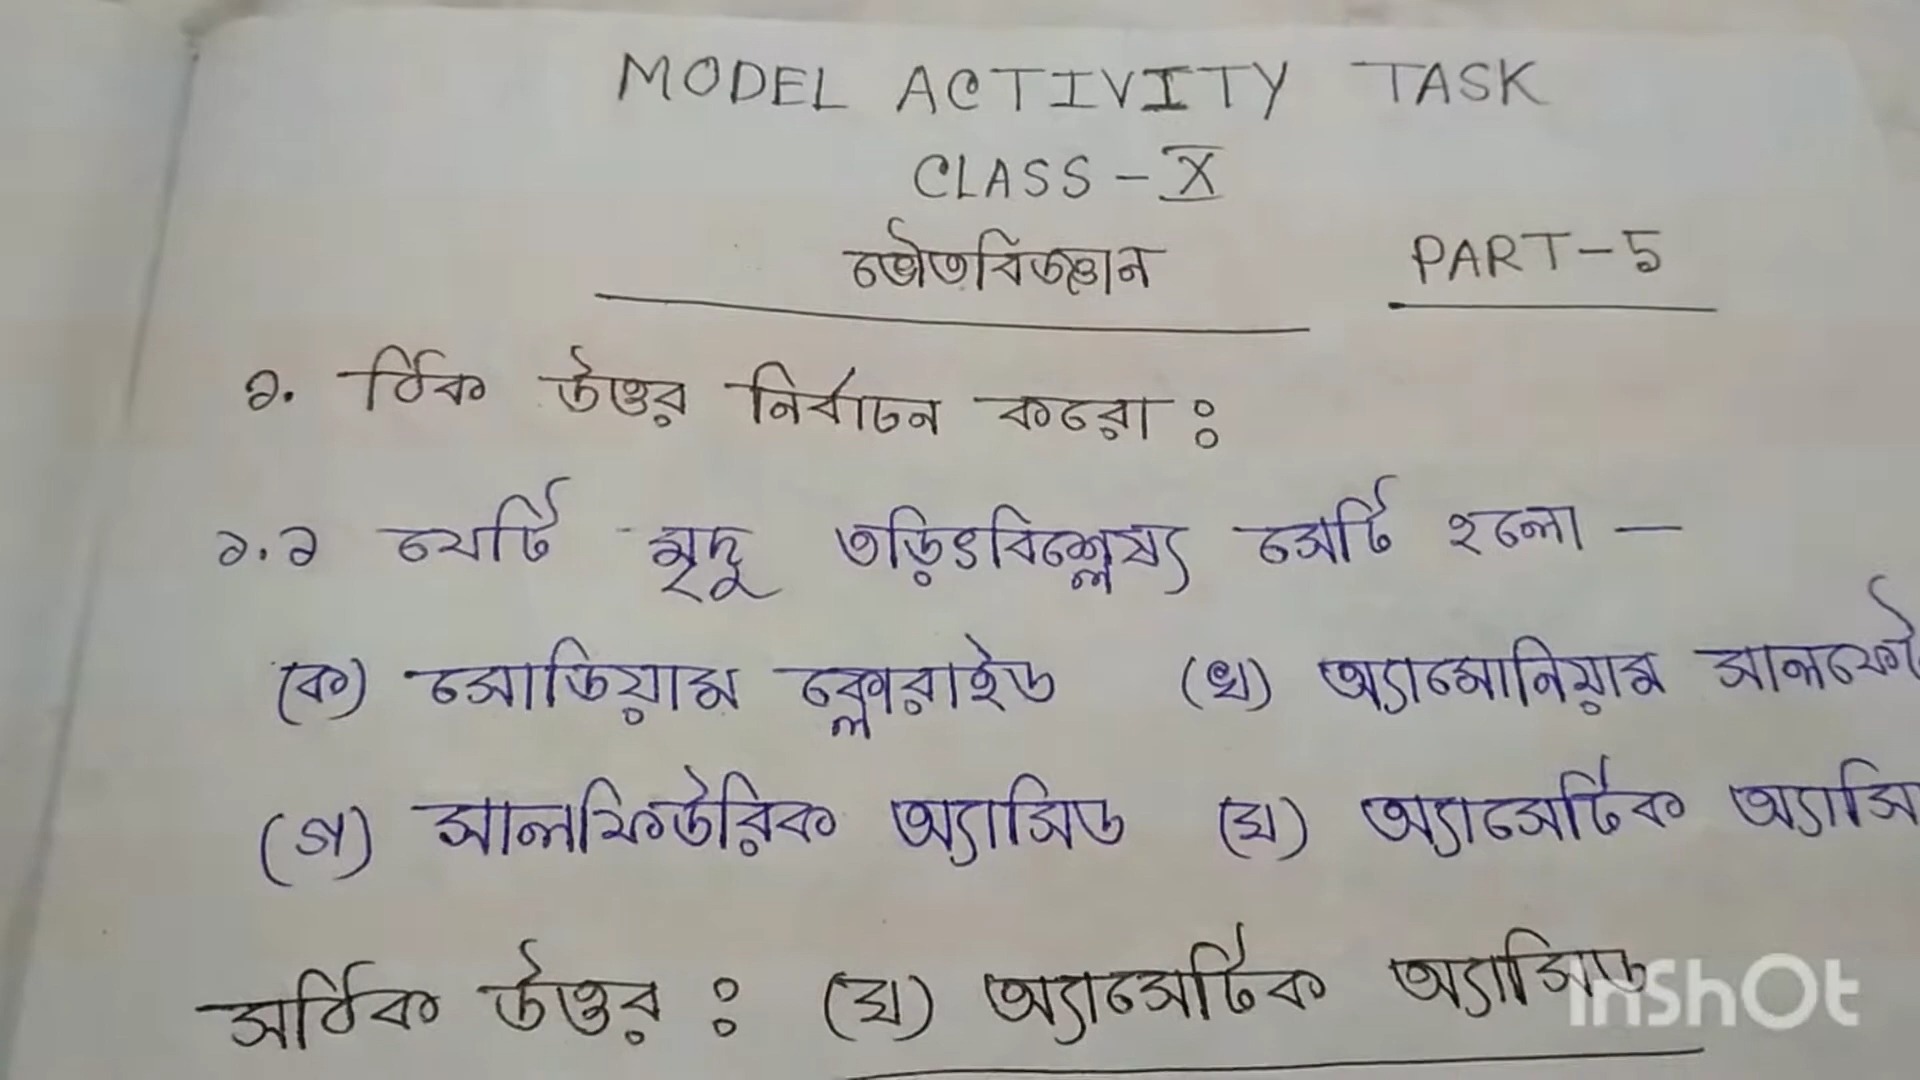 MODEL ACTIVITY TASK
CLASS - X
ভৌতবিজ্ঞান PART-5
১. ঠিক উত্তর নির্বাচন করো :
১.১ যেটি মৃদু তড়িৎবিশ্লেষ্য সেটি হলো —
(ক) সোডিয়াম ক্লোরাইড (খ) অ্যামোনিয়াম সালফে
(গ) সালফিউরিক অ্যাসিড (ঘ) অ্যাসেটিক অ্যাসি
সঠিক উত্তর : (ঘ) অ্যাসেটিক অ্যাসিড
InShOt